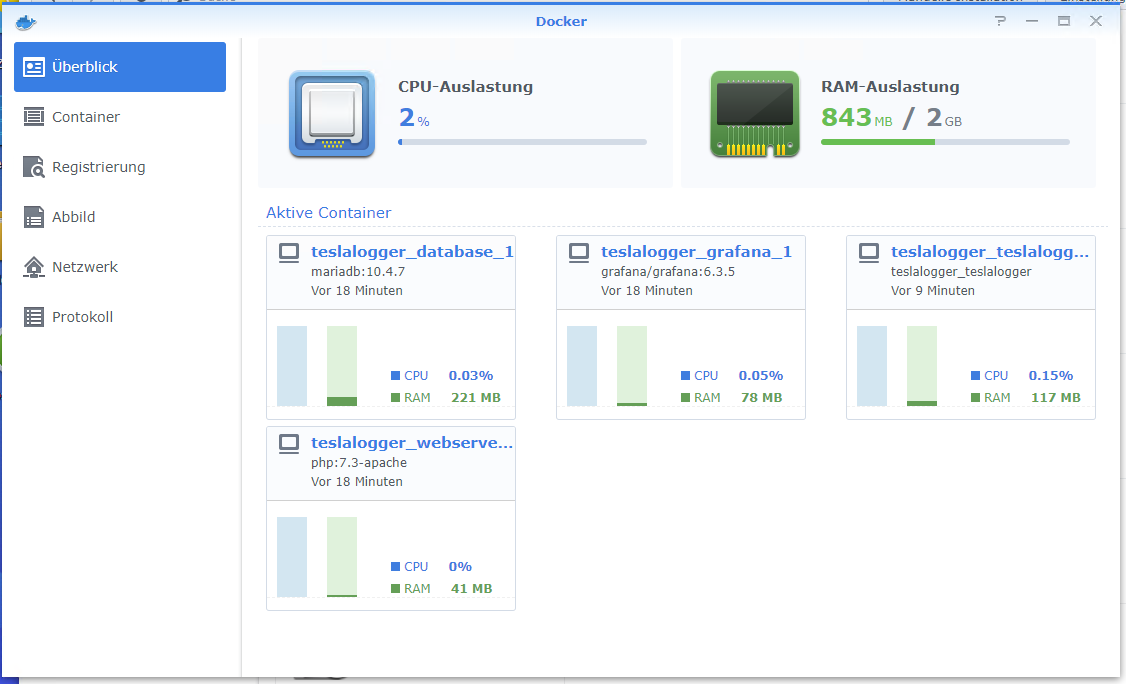 Docker
Überblick
Container
Registrierung
Abbild
Netzwerk
Protokoll
CPU-Auslastung
2 %
RAM-Auslastung
843 MB / 2 GB
Aktive Container
teslalogger_database_1
mariadb:10.4.7
Vor 18 Minuten
CPU 0.03%
RAM 221 MB
teslalogger_grafana_1
grafana/grafana:6.3.5
Vor 18 Minuten
CPU 0.05%
RAM 78 MB
teslalogger_teslalogg...
teslalogger_teslalogger
Vor 9 Minuten
CPU 0.15%
RAM 117 MB
teslalogger_webserve...
php:7.3-apache
Vor 18 Minuten
CPU 0%
RAM 41 MB